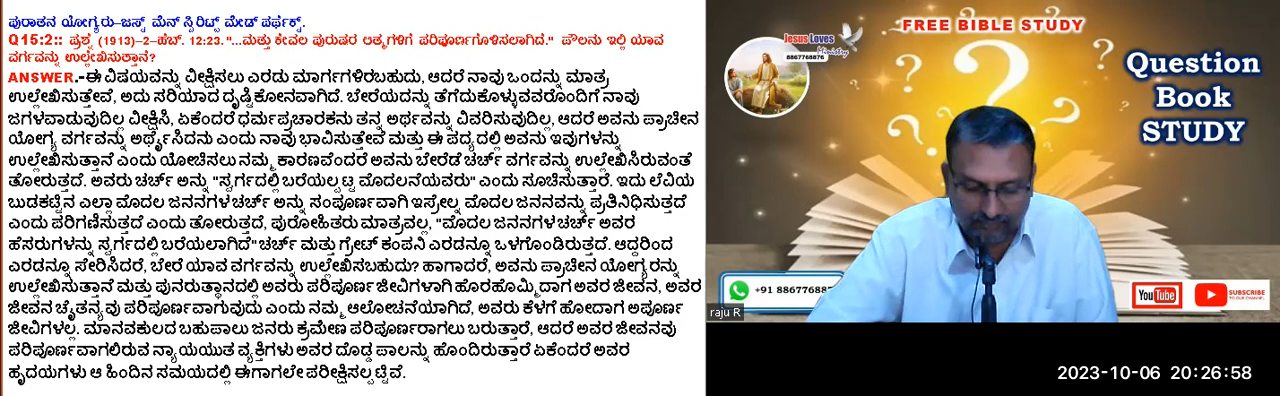 ಪುರಾತನ ಯೋಗ್ಯರು–ಜಸ್ಟ್ ಮೆನ್ ಸ್ಪಿರಿಟ್ಸ್ ಮೇಡ್ ಪರ್ಫೆಕ್ಟ್.
Q15:2:: ಪ್ರಶ್ನೆ (1913)–2–ಹೆಬ್. 12:23. "...ಮತ್ತು ಕೇವಲ ಪುರುಷರ ಆತ್ಮಗಳಿಗೆ ಪರಿಪೂರ್ಣಗೊಳಿಸಲಾಗಿದೆ." ಪೌಲನು ಇಲ್ಲಿ ಯಾವ
ವರ್ಗವನ್ನು ಉಲ್ಲೇಖಿಸುತ್ತಾನೆ?
ANSWER.-ಈ ವಿಷಯವನ್ನು ವೀಕ್ಷಿಸಲು ಎರಡು ಮಾರ್ಗಗಳಿರಬಹುದು, ಆದರೆ ನಾವು ಒಂದನ್ನು ಮಾತ್ರ
ಉಲ್ಲೇಖಿಸುತ್ತೇವೆ, ಅದು ಸರಿಯಾದ ದೃಷ್ಟಿಕೋನವಾಗಿದೆ. ಬೇರೆಯದನ್ನು ತೆಗೆದುಕೊಳ್ಳುವವರೊಂದಿಗೆ ನಾವು
ಜಗಳವಾಡುವುದಿಲ್ಲ ವೀಕ್ಷಿಸಿ, ಏಕೆಂದರೆ ಧರ್ಮಪ್ರಚಾರಕನು ತನ್ನ ಅರ್ಥವನ್ನು ವಿವರಿಸುವುದಿಲ್ಲ, ಆದರೆ ಅವನು ಪ್ರಾಚೀನ
ಯೋಗ್ಯ ವರ್ಗವನ್ನು ಅರ್ಥೈಸಿದನು ಎಂದು ನಾವು ಭಾವಿಸುತ್ತೇವೆ ಮತ್ತು ಈ ಪದ್ಯದಲ್ಲಿ ಅವನು ಇವುಗಳನ್ನು
ಉಲ್ಲೇಖಿಸುತ್ತಾನೆ ಎಂದು ಯೋಚಿಸಲು ನಮ್ಮ ಕಾರಣವೆಂದರೆ ಅವನು ಬೇರೆಡೆ ಚರ್ಚ್ ವರ್ಗವನ್ನು ಉಲ್ಲೇಖಿಸಿರುವಂತೆ
ತೋರುತ್ತದೆ. ಅವರು ಚರ್ಚ್ ಅನ್ನು "ಸ್ವರ್ಗದಲ್ಲಿ ಬರೆಯಲ್ಪಟ್ಟ ಮೊದಲನೆಯವರು" ಎಂದು ಸೂಚಿಸುತ್ತಾರೆ. ಇದು ಲೆವಿಯ
ಬುಡಕಟ್ಟಿನ ಎಲ್ಲಾ ಮೊದಲ ಜನನಗಳ ಚರ್ಚ್ ಅನ್ನು ಸಂಪೂರ್ಣವಾಗಿ ಇಸ್ರೇಲ್ನ ಮೊದಲ ಜನನವನ್ನು ಪ್ರತಿನಿಧಿಸುತ್ತದೆ
ಎಂದು ಪರಿಗಣಿಸುತ್ತದೆ ಎಂದು ತೋರುತ್ತದೆ, ಪುರೋಹಿತರು ಮಾತ್ರವಲ್ಲ, "ಮೊದಲ ಜನನಗಳ ಚರ್ಚ್ ಅವರ
ಹೆಸರುಗಳನ್ನು ಸ್ವರ್ಗದಲ್ಲಿ ಬರೆಯಲಾಗಿದೆ" ಚರ್ಚ್ ಮತ್ತು ಗ್ರೇಟ್ ಕಂಪನಿ ಎರಡನ್ನೂ ಒಳಗೊಂಡಿರುತ್ತದೆ. ಆದ್ದರಿಂದ
ಎರಡನ್ನೂ ಸೇರಿಸಿದರೆ, ಬೇರೆ ಯಾವ ವರ್ಗವನ್ನು ಉಲ್ಲೇಖಿಸಬಹುದು? ಹಾಗಾದರೆ, ಅವನು ಪ್ರಾಚೀನ ಯೋಗ್ಯರನ್ನು
ಉಲ್ಲೇಖಿಸುತ್ತಾನೆ ಮತ್ತು ಪುನರುತ್ಥಾನದಲ್ಲಿ ಅವರು ಪರಿಪೂರ್ಣ ಜೀವಿಗಳಾಗಿ ಹೊರಹೊಮ್ಮಿದಾಗ ಅವರ ಜೀವನ, ಅವರ
ಜೀವನ ಚೈತನ್ಯವು ಪರಿಪೂರ್ಣವಾಗುವುದು ಎಂದು ನಮ್ಮ ಆಲೋಚನೆಯಾಗಿದೆ, ಅವರು ಕೆಳಗೆ ಹೋದಾಗ ಅಪೂರ್ಣ
ಜೀವಿಗಳಲ್ಲ. ಮಾನವಕುಲದ ಬಹುಪಾಲು ಜನರು ಕ್ರಮೇಣ ಪರಿಪೂರ್ಣರಾಗಲು ಬರುತ್ತಾರೆ, ಆದರೆ ಅವರ ಜೀವನವು
ಪರಿಪೂರ್ಣವಾಗಲಿರುವ ನ್ಯಾಯಯುತ ವ್ಯಕ್ತಿಗಳು ಅವರ ದೊಡ್ಡ ಪಾಲನ್ನು ಹೊಂದಿರುತ್ತಾರೆ ಏಕೆಂದರೆ ಅವರ
ಹೃದಯಗಳು ಆ ಹಿಂದಿನ ಸಮಯದಲ್ಲಿ ಈಗಾಗಲೇ ಪರೀಕ್ಷಿಸಲ್ಪಟ್ಟಿವೆ.
FREE BIBLE STUDY
Jesus Loves
Ministry
8867768876
Question
Book
STUDY
+91 886776887
raju R
YouTube
SUBSCRIBE
TO OUR CHANNEL
2023-10-06 20:26:58